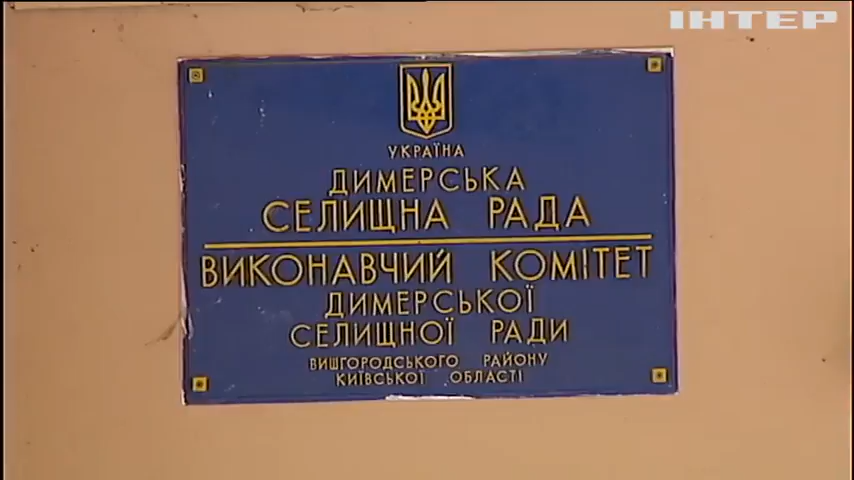 ІНТЕР
УКРАЇНА
ДИМЕРСЬКА
СЕЛИЩНА РАДА
ВИКОНАВЧИЙ КОМІТЕТ
ДИМЕРСЬКОЇ
СЕЛИЩНОЇ РАДИ
ВИШГОРОДСЬКОГО РАЙОНУ
КИЇВСЬКОЇ ОБЛАСТІ